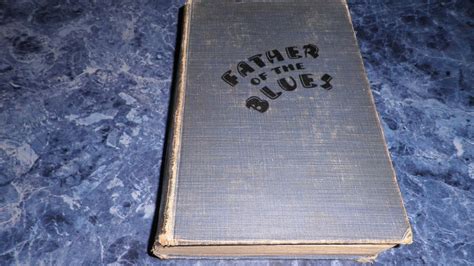 FATHER
OF THE
BLUES